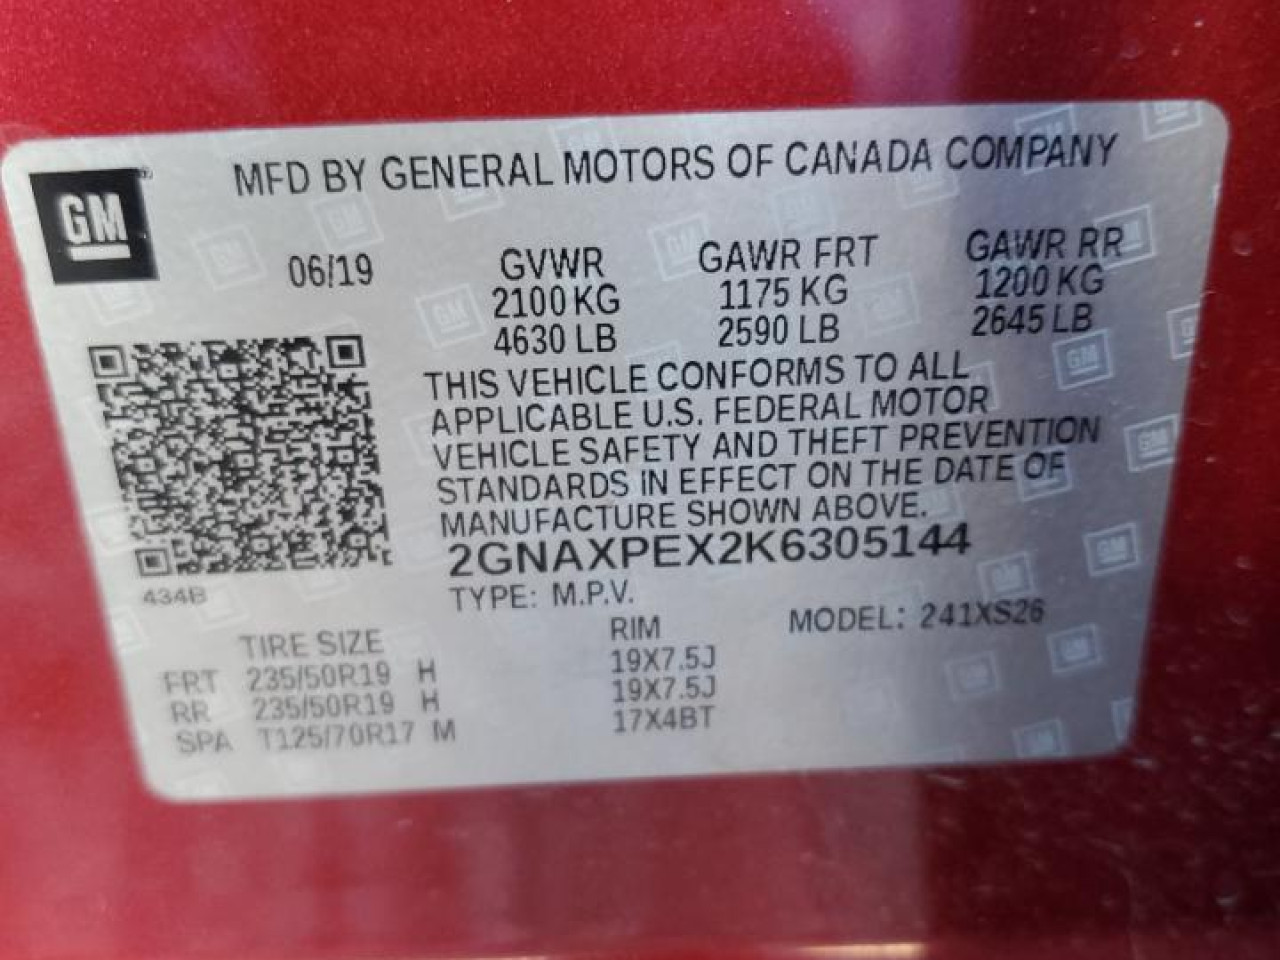 GM
MFD BY GENERAL MOTORS OF CANADA COMPANY
06/19 GVWR GAWR FRT GAWR RR
2100 KG 1175 KG 1200 KG
4630 LB 2590 LB 2645 LB
THIS VEHICLE CONFORMS TO ALL
APPLICABLE U.S. FEDERAL MOTOR
VEHICLE SAFETY AND THEFT PREVENTION
STANDARDS IN EFFECT ON THE DATE OF
MANUFACTURE SHOWN ABOVE.
2GNAXPEX2K6305144
434B
TYPE: M.P.V. MODEL: 241XS26
TIRE SIZE RIM
FRT 235/50R19 H 19X7.5J
RR 235/50R19 H 19X7.5J
SPA T125/70R17 M 17X4BT